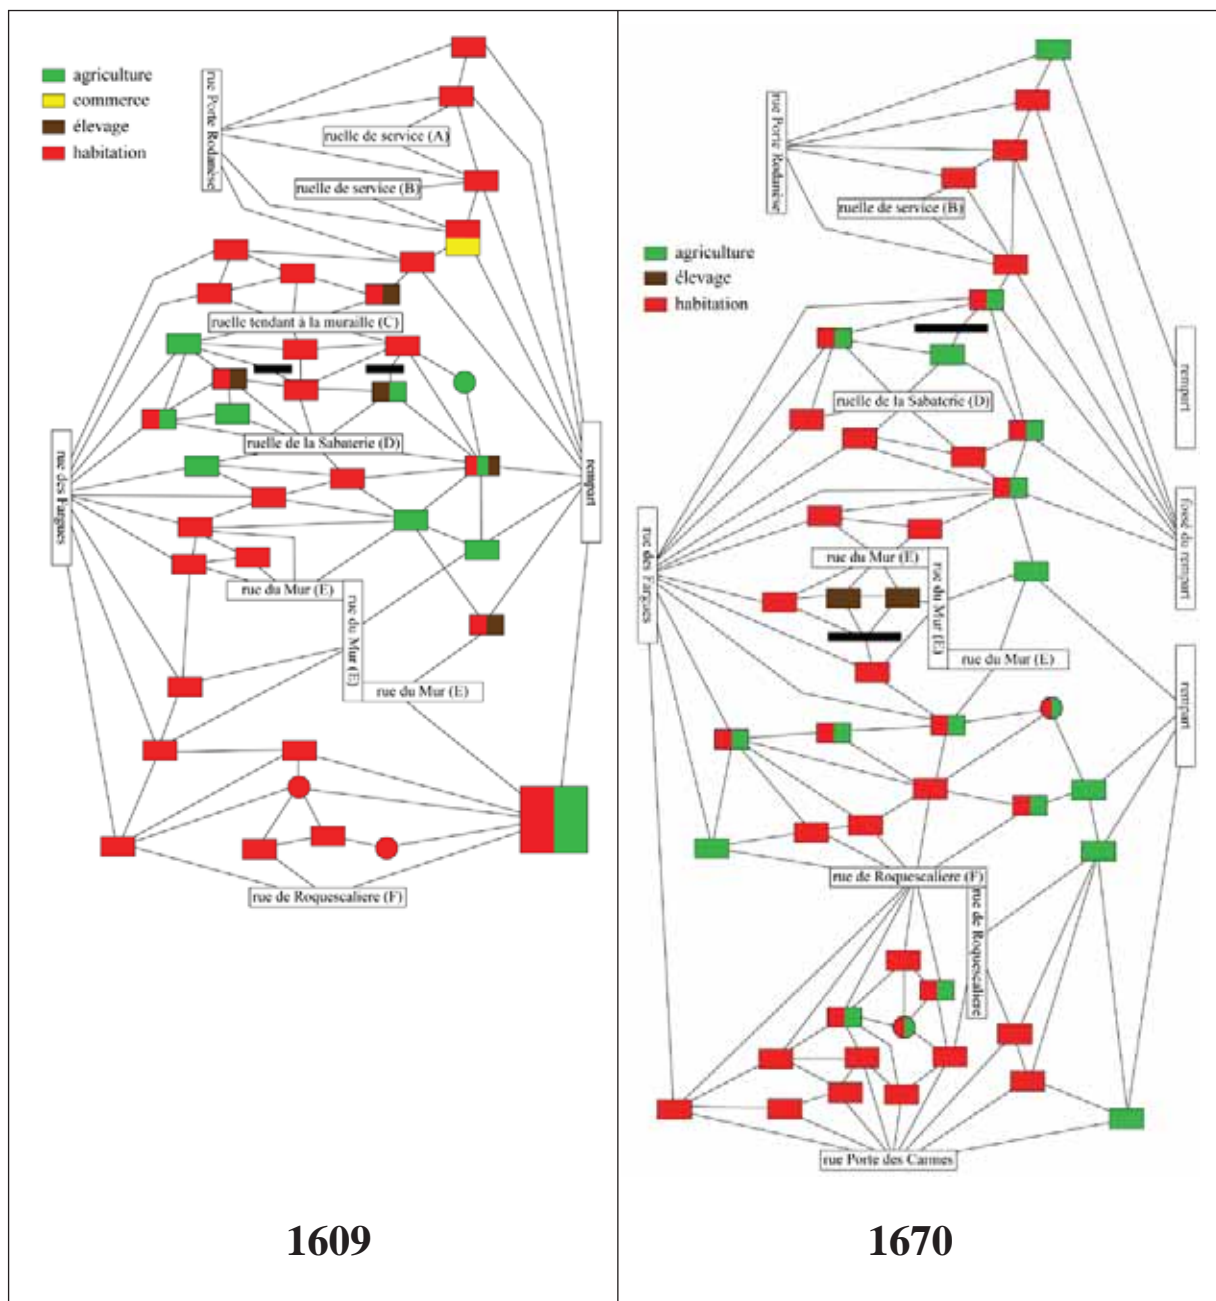 agriculture
commerce
élevage
habitation
rue Porte Rodanèse
ruelle de service (A)
ruelle de service (B)
ruelle tendant à la muraille (C)
ruelle de la Sabaterie (D)
rue des Fargues
rempart
rue du Mur (E)
rue du Mur (E)
rue du Mur (E)
rue de Roquescaliere (F)
1609
rue Porte Rodanèse
ruelle de service (B)
agriculture
élevage
habitation
rempart
ruelle de la Sabaterie (D)
fossé du rempart
rue des Fargues
rue du Mur (E)
rue du Mur (E)
rue du Mur (E)
rempart
rue de Roquescaliere (F)
rue de Roquescaliere
rue Porte des Carmes
1670